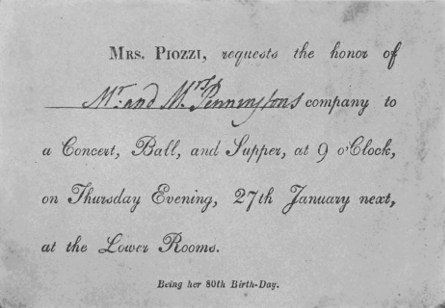 MRS. PIOZZI, requests the honor of
Mr. and Mrs. Pennington's company to
a Concert, Ball, and Supper, at 9 o'Clock,
on Thursday Evening, 27th January next,
at the Lower Rooms.
Being her 80th Birth-Day.